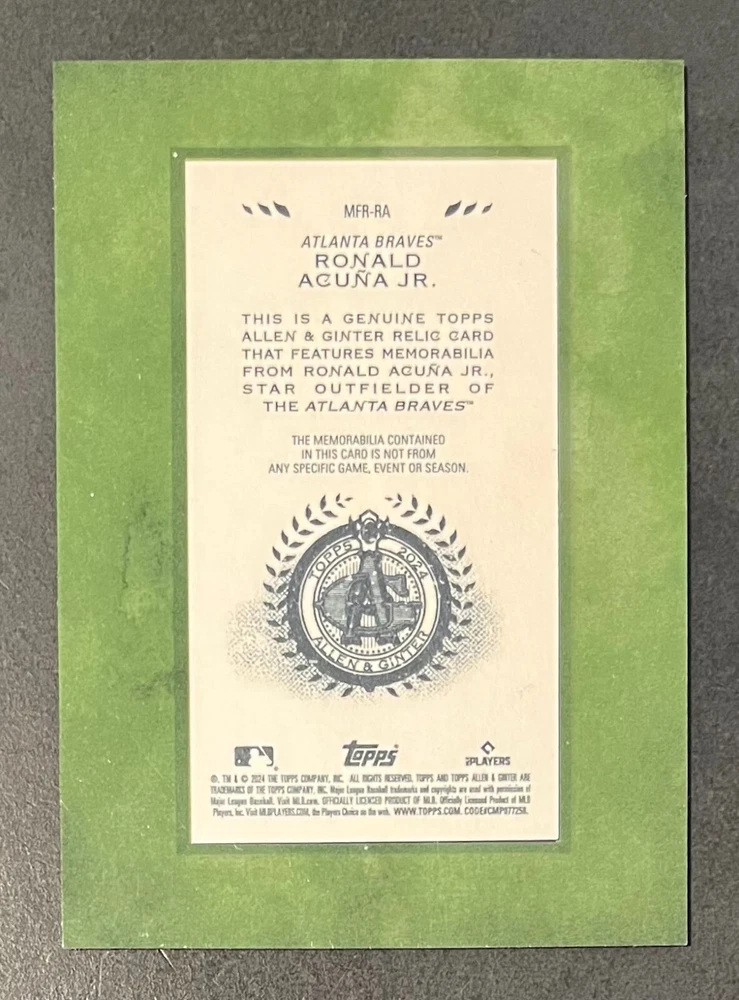 MFR-RA
ATLANTA BRAVES™
RONALD
ACUÑA JR.
THIS IS A GENUINE TOPPS
ALLEN & GINTER RELIC CARD
THAT FEATURES MEMORABILIA
FROM RONALD ACUÑA JR.,
STAR OUTFIELDER OF
THE ATLANTA BRAVES™
THE MEMORABILIA CONTAINED
IN THIS CARD IS NOT FROM
ANY SPECIFIC GAME, EVENT OR SEASON.
TOPPS 2024
AG
ALLEN & GINTER
topps
PLAYERS
®, TM & © 2024 THE TOPPS COMPANY, INC. ALL RIGHTS RESERVED. TOPPS AND TOPPS ALLEN & GINTER ARE
TRADEMARKS OF THE TOPPS COMPANY, INC. Major League Baseball trademarks and copyrights are used with permission of
Major League Baseball. Visit MLB.com. OFFICIALLY LICENSED PRODUCT OF MLB. Officially Licensed Product of MLB
Players, Inc. Visit MLBPLAYERS.COM, the Players Choice on the web. WWW.TOPPS.COM. CODE#CMP077258.